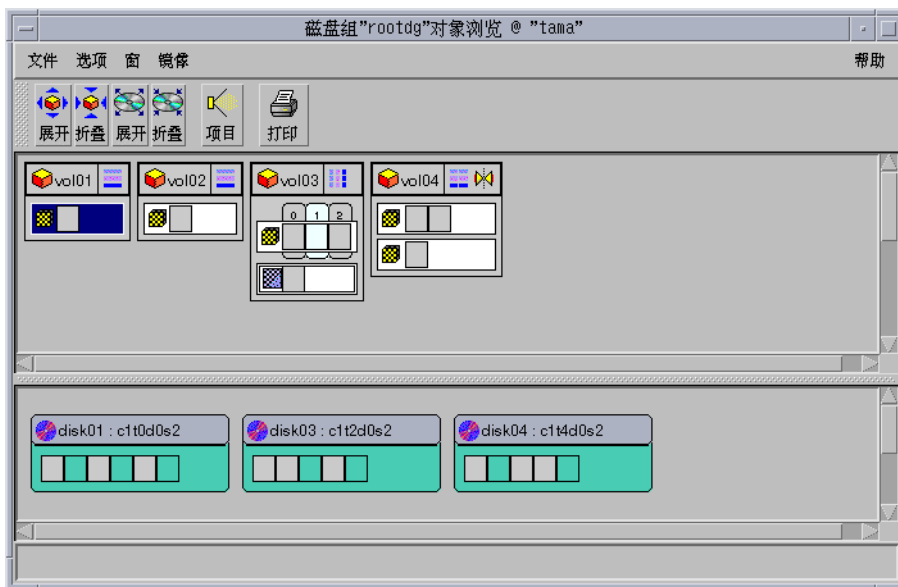 磁盘组"rootdg"对象浏览 @ "tama"
文件 选项 窗 镜像 帮助
展开 折叠 展开 折叠 项目 打印
vol01 vol02 vol03 vol04
0 1 2
disk01 : c1t0d0s2 disk03 : c1t2d0s2 disk04 : c1t4d0s2